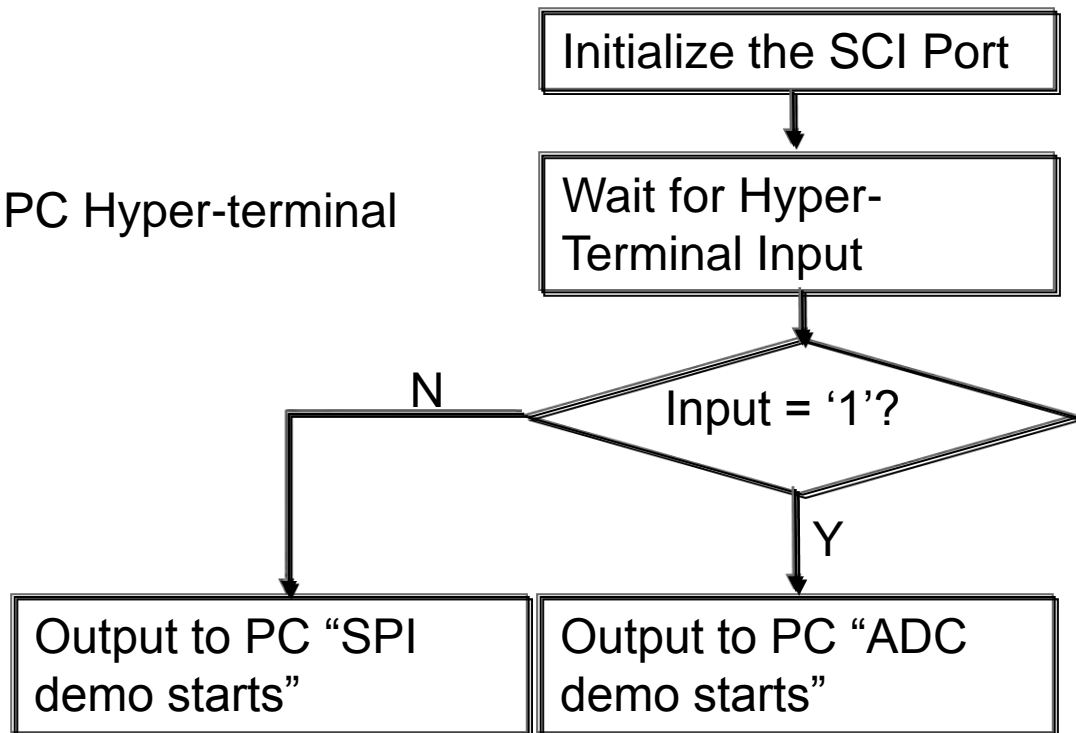 Initialize the SCI Port
PC Hyper-terminal
Wait for Hyper-
Terminal Input
Input = ‘1’?
N
Y
Output to PC “SPI
demo starts”
Output to PC “ADC
demo starts”